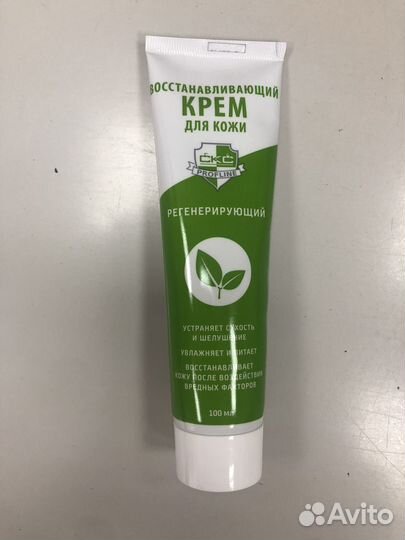 ВОССТАНАВЛИВАЮЩИЙ
КРЕМ
ДЛЯ КОЖИ
СКС
PROFLINE
РЕГЕНЕРИРУЮЩИЙ
УСТРАНЯЕТ СУХОСТЬ
И ШЕЛУШЕНИЕ
УВЛАЖНЯЕТ И ПИТАЕТ
ВОССТАНАВЛИВАЕТ
КОЖУ ПОСЛЕ ВОЗДЕЙСТВИЯ
ВРЕДНЫХ ФАКТОРОВ
100 мл
Avito